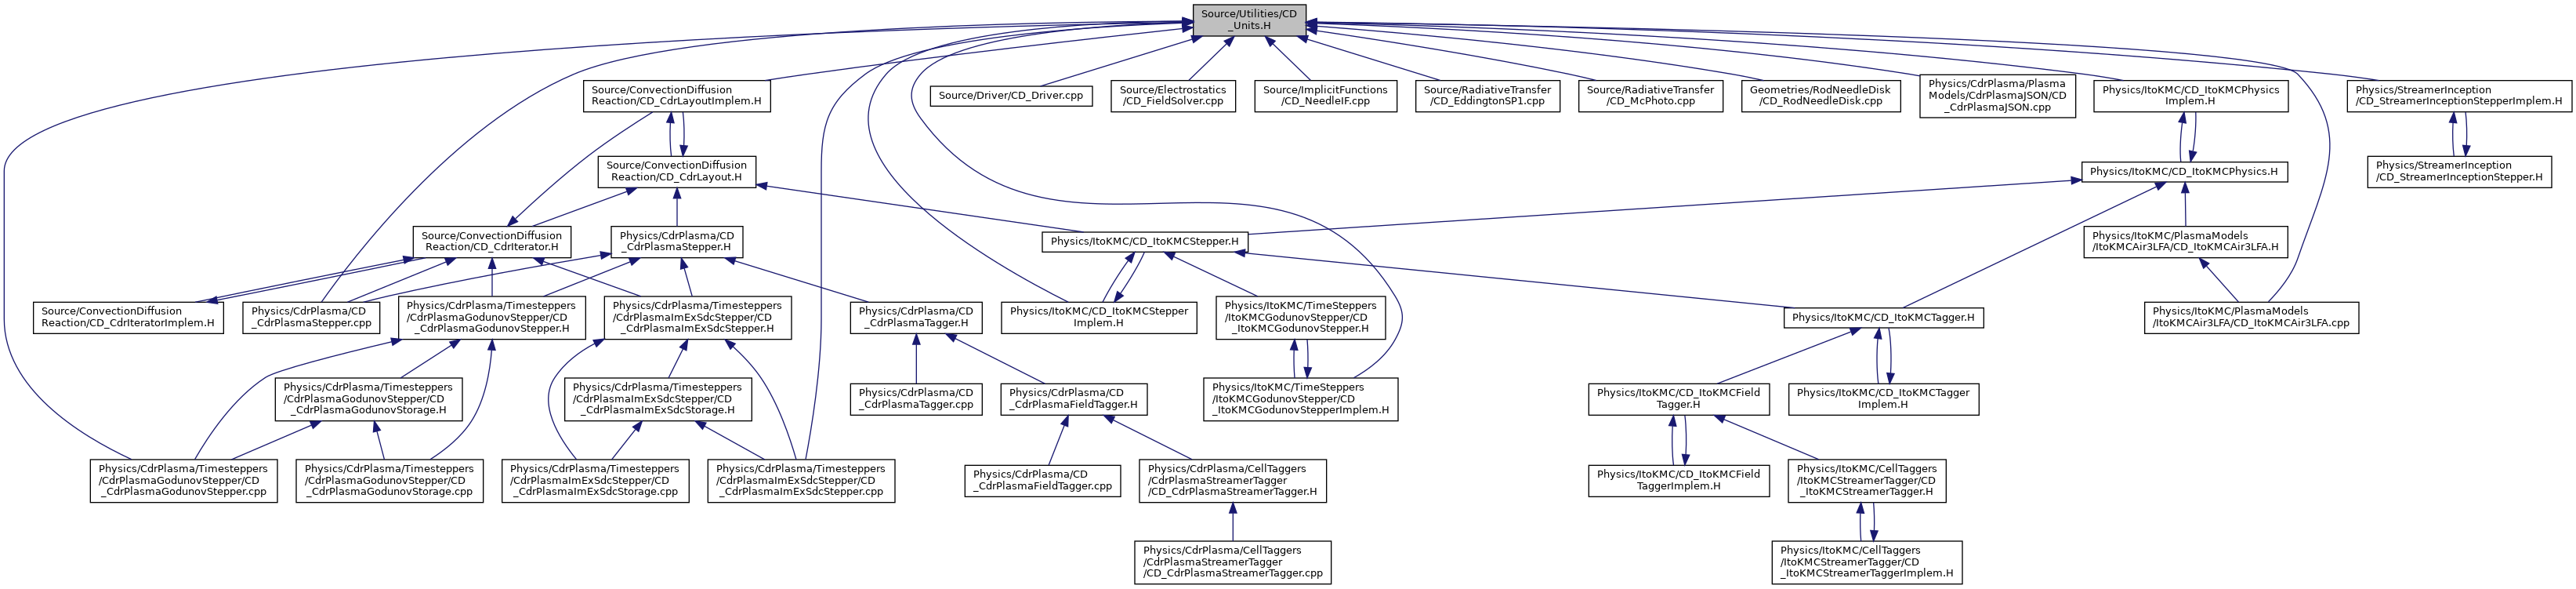 Source/Utilities/CD
_Units.H
Source/ConvectionDiffusion
Reaction/CD_CdrLayoutImplem.H
Source/Driver/CD_Driver.cpp
Source/Electrostatics
/CD_FieldSolver.cpp
Source/ImplicitFunctions
/CD_NeedleIF.cpp
Source/RadiativeTransfer
/CD_EddingtonSP1.cpp
Source/RadiativeTransfer
/CD_McPhoto.cpp
Geometries/RodNeedleDisk
/CD_RodNeedleDisk.cpp
Physics/CdrPlasma/Plasma
Models/CdrPlasmaJSON/CD
_CdrPlasmaJSON.cpp
Physics/ItoKMC/CD_ItoKMCPhysics
Implem.H
Physics/StreamerInception
/CD_StreamerInceptionStepperImplem.H
Source/ConvectionDiffusion
Reaction/CD_CdrLayout.H
Physics/ItoKMC/CD_ItoKMCPhysics.H
Physics/StreamerInception
/CD_StreamerInceptionStepper.H
Source/ConvectionDiffusion
Reaction/CD_CdrIterator.H
Physics/CdrPlasma/CD
_CdrPlasmaStepper.H
Physics/ItoKMC/CD_ItoKMCStepper.H
Physics/ItoKMC/PlasmaModels
/ItoKMCAir3LFA/CD_ItoKMCAir3LFA.H
Source/ConvectionDiffusion
Reaction/CD_CdrIteratorImplem.H
Physics/CdrPlasma/CD
_CdrPlasmaStepper.cpp
Physics/CdrPlasma/Timesteppers
/CdrPlasmaGodunovStepper/CD
_CdrPlasmaGodunovStepper.H
Physics/CdrPlasma/Timesteppers
/CdrPlasmaImExSdcStepper/CD
_CdrPlasmaImExSdcStepper.H
Physics/CdrPlasma/CD
_CdrPlasmaTagger.H
Physics/ItoKMC/CD_ItoKMCStepper
Implem.H
Physics/ItoKMC/TimeSteppers
/ItoKMCGodunovStepper/CD
_ItoKMCGodunovStepper.H
Physics/ItoKMC/CD_ItoKMCTagger.H
Physics/ItoKMC/PlasmaModels
/ItoKMCAir3LFA/CD_ItoKMCAir3LFA.cpp
Physics/CdrPlasma/Timesteppers
/CdrPlasmaGodunovStepper/CD
_CdrPlasmaGodunovStorage.H
Physics/CdrPlasma/Timesteppers
/CdrPlasmaImExSdcStepper/CD
_CdrPlasmaImExSdcStorage.H
Physics/CdrPlasma/CD
_CdrPlasmaTagger.cpp
Physics/CdrPlasma/CD
_CdrPlasmaFieldTagger.H
Physics/ItoKMC/TimeSteppers
/ItoKMCGodunovStepper/CD
_ItoKMCGodunovStepperImplem.H
Physics/ItoKMC/CD_ItoKMCField
Tagger.H
Physics/ItoKMC/CD_ItoKMCTagger
Implem.H
Physics/CdrPlasma/Timesteppers
/CdrPlasmaGodunovStepper/CD
_CdrPlasmaGodunovStepper.cpp
Physics/CdrPlasma/Timesteppers
/CdrPlasmaGodunovStepper/CD
_CdrPlasmaGodunovStorage.cpp
Physics/CdrPlasma/Timesteppers
/CdrPlasmaImExSdcStepper/CD
_CdrPlasmaImExSdcStorage.cpp
Physics/CdrPlasma/Timesteppers
/CdrPlasmaImExSdcStepper/CD
_CdrPlasmaImExSdcStepper.cpp
Physics/CdrPlasma/CD
_CdrPlasmaFieldTagger.cpp
Physics/CdrPlasma/CellTaggers
/CdrPlasmaStreamerTagger
/CD_CdrPlasmaStreamerTagger.H
Physics/ItoKMC/CD_ItoKMCField
TaggerImplem.H
Physics/ItoKMC/CellTaggers
/ItoKMCStreamerTagger/CD
_ItoKMCStreamerTagger.H
Physics/CdrPlasma/CellTaggers
/CdrPlasmaStreamerTagger
/CD_CdrPlasmaStreamerTagger.cpp
Physics/ItoKMC/CellTaggers
/ItoKMCStreamerTagger/CD
_ItoKMCStreamerTaggerImplem.H